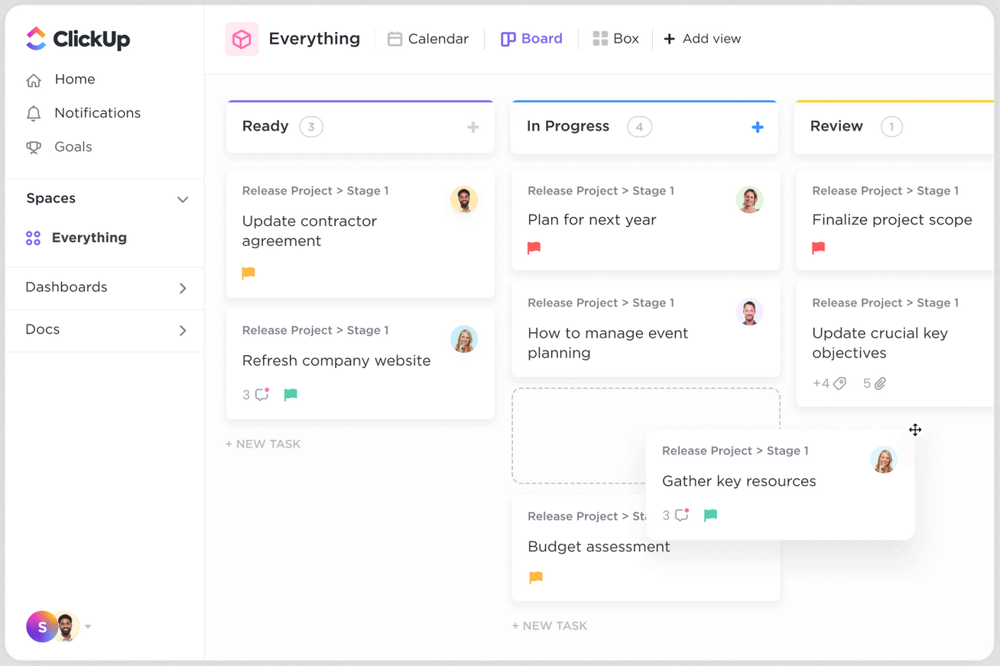 ClickUp
Home
Notifications
Goals
Spaces
Everything
Dashboards
Docs
S
Everything
Calendar
Board
Box
+ Add view
Ready 3 +
Release Project > Stage 1
Update contractor
agreement
Release Project > Stage 1
Refresh company website
3
+ NEW TASK
In Progress 4 +
Release Project > Stage 1
Plan for next year
Release Project > Stage 1
How to manage event
planning
Release Project > Sta
Budget assessment
+ NEW TASK
Release Project > Stage 1
Gather key resources
3
Review 1
Release Project > Stage 1
Finalize project scope
Release Project > Stage 1
Update crucial key
objectives
+4 5